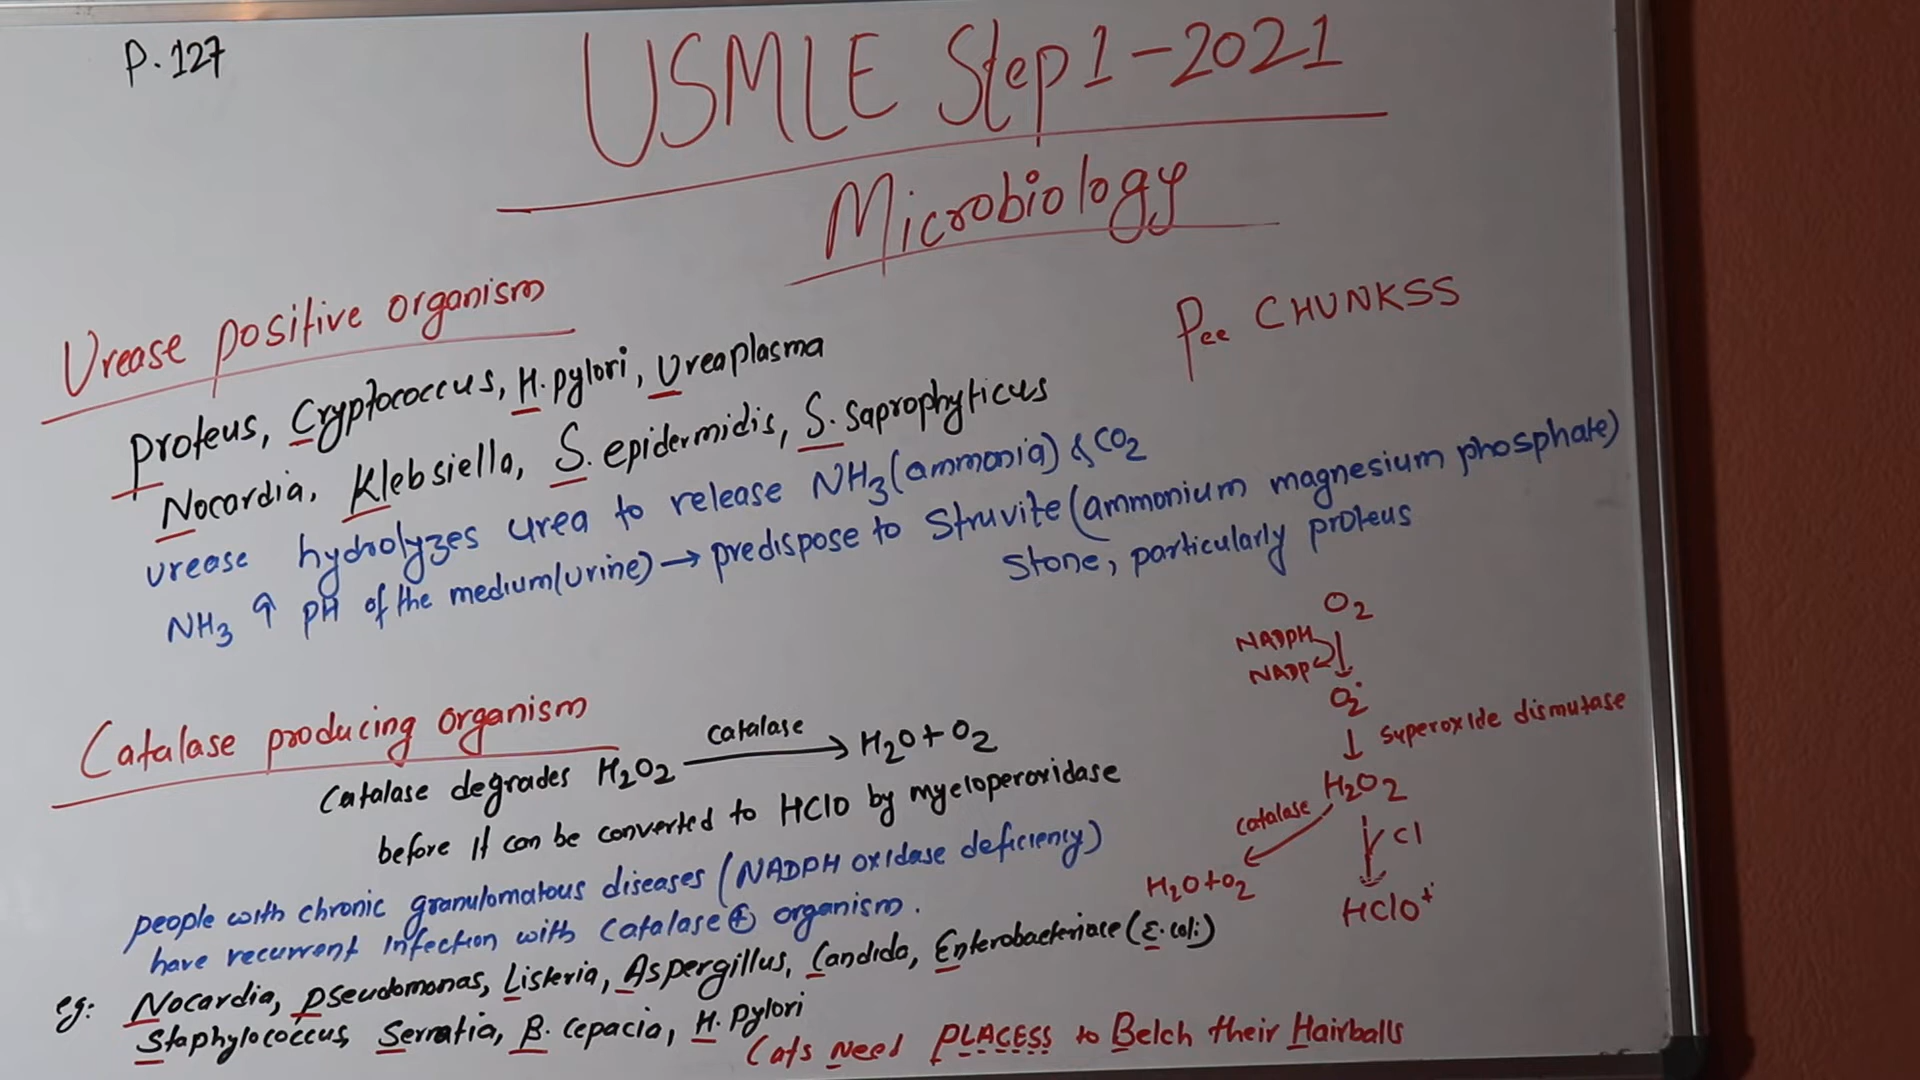 P. 127
USMLE Step 1 - 2021
Microbiology
Urease positive organism
Pee CHUNKSS
Proteus, Cryptococcus, H. pylori, Ureaplasma
Nocardia, Klebsiella, S. epidermidis, S. saprophyticus
urease hydrolyzes urea to release NH3 (ammonia) & CO2
NH3 ↑ pH of the medium (urine) → predispose to struvite (ammonium magnesium phosphate)
stone, particularly proteus
Catalase producing organism
Catalase degrades H2O2 catalase → H2O + O2
before it can be converted to HClO by myeloperoxidase
people with chronic granulomatous diseases (NADPH oxidase deficiency)
have recurrent infection with catalase ⊕ organism.
eg: Nocardia, pseudomonas, Listeria, Aspergillus, Candida, Enterobacteriace (E. coli)
Staphylococcus, Serratia, B. cepacia, H. Pylori
Cats need PLACESS to Belch their Hairballs
O2
NADPH
NADP
O2•
↓ superoxide dismutase
H2O2
catalase
Cl
H2O + O2
HClO•